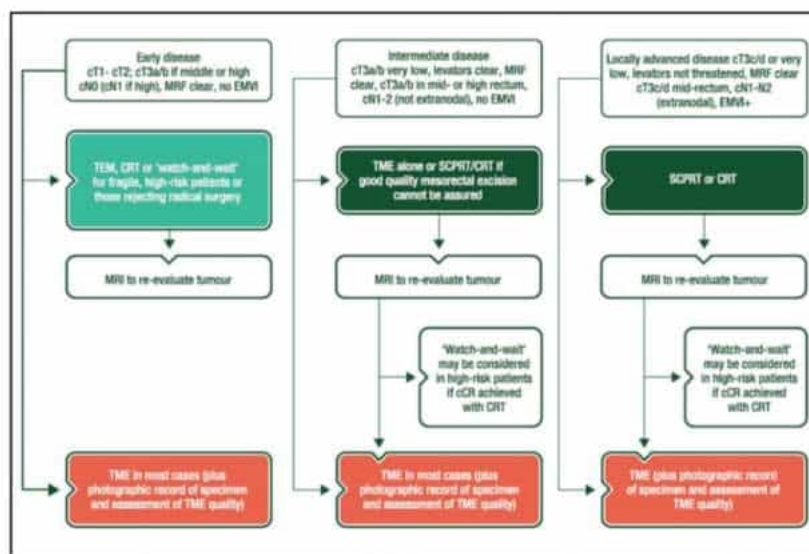 Early disease
cT1- cT2; cT3a/b if middle or high
cN0 (cN1 if high), MRF clear, no EMVI
TEM, CRT or 'watch-and-wait'
for fragile, high-risk patients or
those rejecting radical surgery
MRI to re-evaluate tumour
TME in most cases (plus
photographic record of specimen
and assessment of TME quality)
Intermediate disease
cT3a/b very low, levators clear, MRF
clear, cT3a/b in mid- or high rectum,
cN1-2 (not extranodal), no EMVI
TME alone or SCPRT/CRT if
good quality mesorectal excision
cannot be assured
MRI to re-evaluate tumour
'Watch-and-wait'
may be considered
in high-risk patients
if cCR achieved
with CRT
TME in most cases (plus
photographic record of specimen
and assessment of TME quality)
Locally advanced disease cT3c/d or very
low, levators not threatened, MRF clear
cT3c/d mid-rectum, cN1-N2
(extranodal), EMVI+
SCPRT or CRT
MRI to re-evaluate tumour
'Watch-and-wait'
may be considered
in high-risk patients
if cCR achieved
with CRT
TME (plus photographic record
of specimen and assessment of
TME quality)